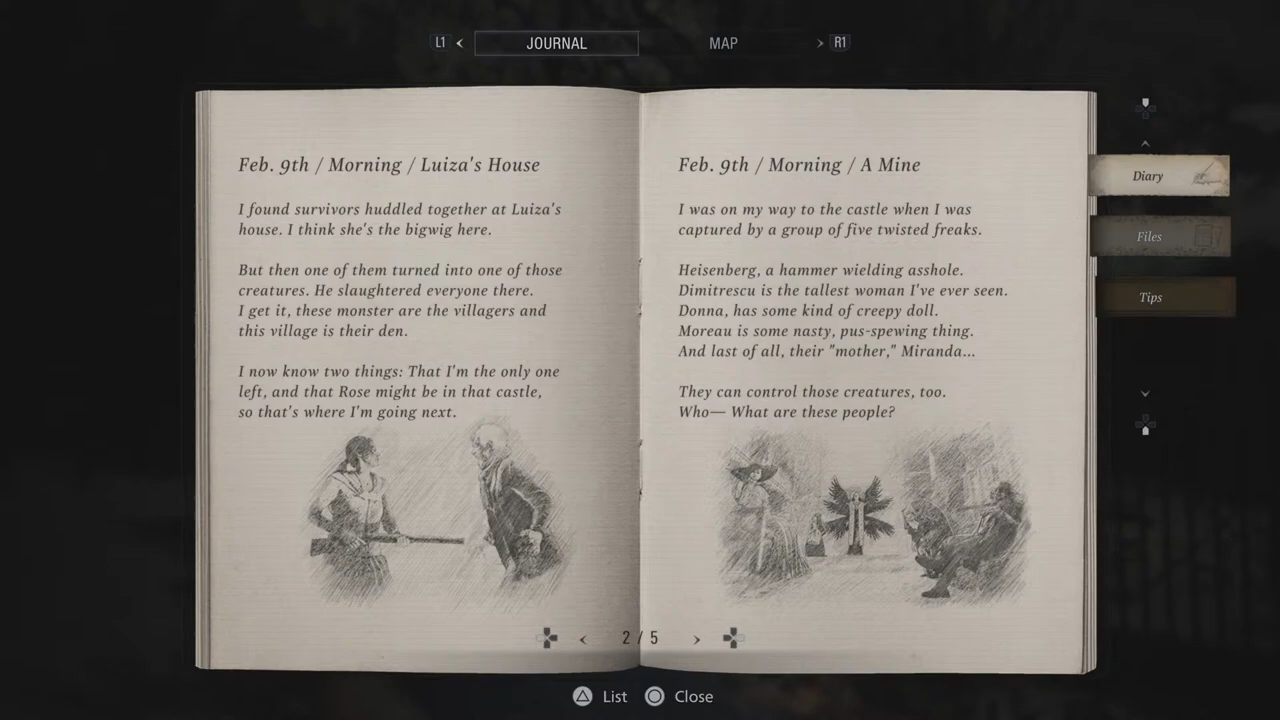 L1 JOURNAL MAP R1
Feb. 9th / Morning / Luiza's House
I found survivors huddled together at Luiza's
house. I think she's the bigwig here.
But then one of them turned into one of those
creatures. He slaughtered everyone there.
I get it, these monster are the villagers and
this village is their den.
I now know two things: That I'm the only one
left, and that Rose might be in that castle,
so that's where I'm going next.
Feb. 9th / Morning / A Mine
I was on my way to the castle when I was
captured by a group of five twisted freaks.
Heisenberg, a hammer wielding asshole.
Dimitrescu is the tallest woman I've ever seen.
Donna, has some kind of creepy doll.
Moreau is some nasty, pus-spewing thing.
And last of all, their "mother," Miranda...
They can control those creatures, too.
Who— What are these people?
Diary
Files
Tips
2 / 5
List Close